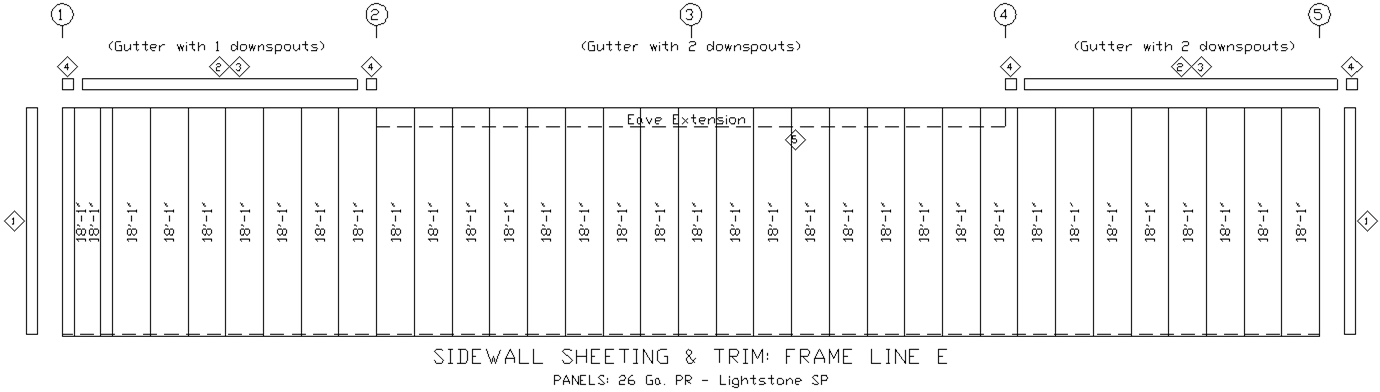 1 2 3 4 5
(Gutter with 1 downspouts) (Gutter with 2 downspouts) (Gutter with 2 downspouts)
4 2 3 4 4 2 3 4
Eave Extension
5
1 18'-1" 18'-1" 18'-1" 18'-1" 18'-1" 18'-1" 18'-1" 18'-1" 18'-1" 18'-1" 18'-1" 18'-1" 18'-1" 18'-1" 18'-1" 18'-1" 18'-1" 18'-1" 18'-1" 18'-1" 18'-1" 18'-1" 18'-1" 18'-1" 18'-1" 18'-1" 18'-1" 18'-1" 18'-1" 18'-1" 18'-1" 18'-1" 18'-1" 18'-1" 1
SIDEWALL SHEETING & TRIM: FRAME LINE E
PANELS: 26 Ga. PR - Lightstone SP